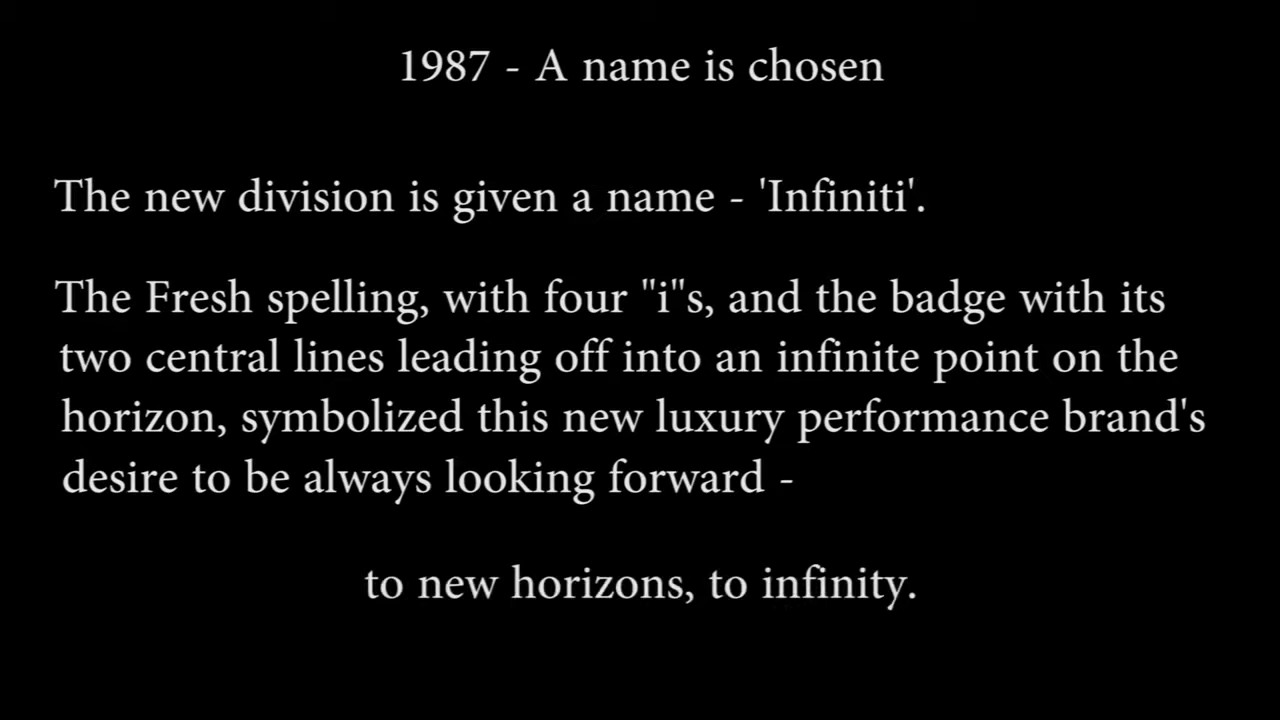 1987 - A name is chosen
The new division is given a name - 'Infiniti'.
The Fresh spelling, with four "i"s, and the badge with its
two central lines leading off into an infinite point on the
horizon, symbolized this new luxury performance brand's
desire to be always looking forward -
to new horizons, to infinity.